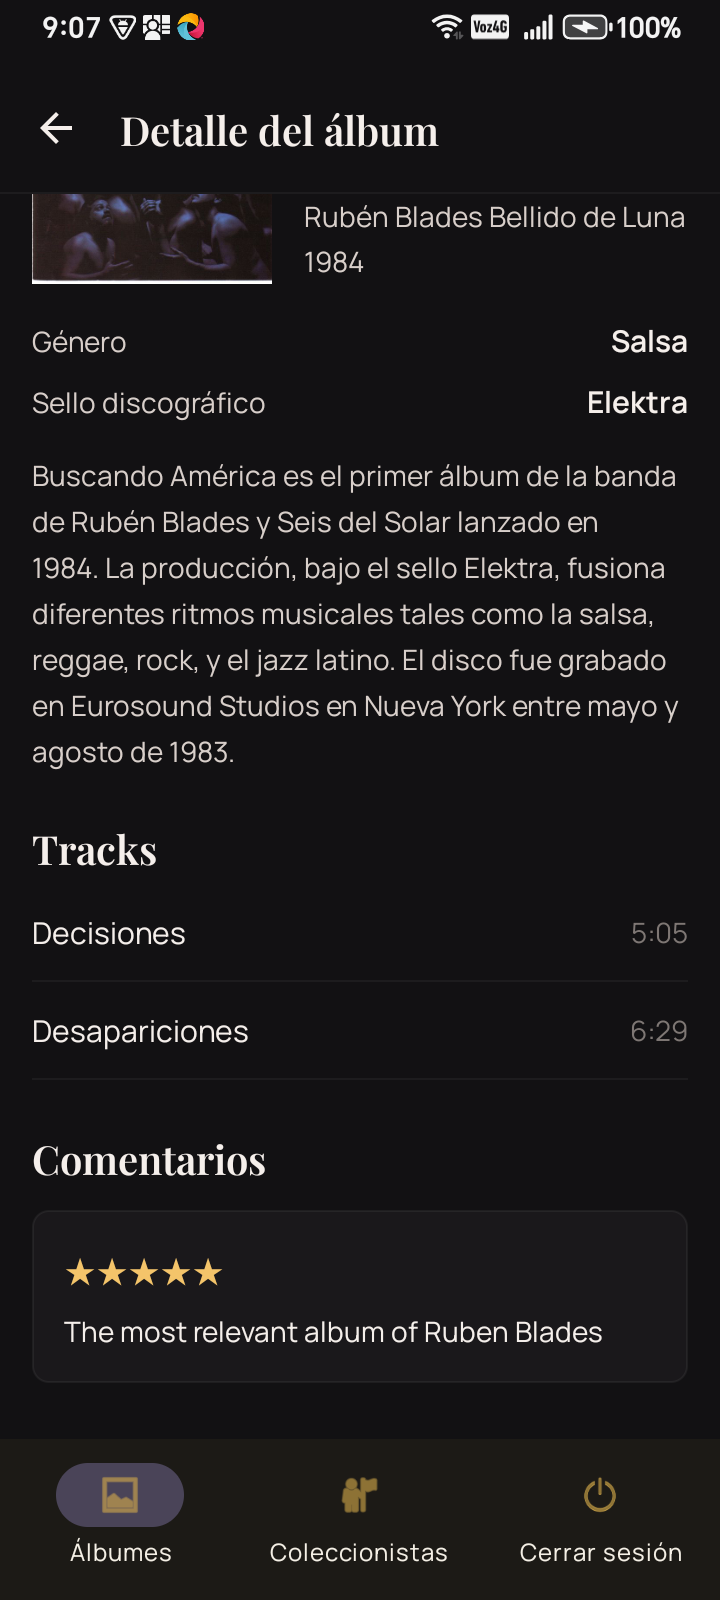 9:07
Voz4G
100%
Detalle del álbum
Rubén Blades Bellido de Luna
1984
Género
Salsa
Sello discográfico
Elektra
Buscando América es el primer álbum de la banda
de Rubén Blades y Seis del Solar lanzado en
1984. La producción, bajo el sello Elektra, fusiona
diferentes ritmos musicales tales como la salsa,
reggae, rock, y el jazz latino. El disco fue grabado
en Eurosound Studios en Nueva York entre mayo y
agosto de 1983.
Tracks
Decisiones
5:05
Desapariciones
6:29
Comentarios
★★★★★
The most relevant album of Ruben Blades
Álbumes
Coleccionistas
Cerrar sesión